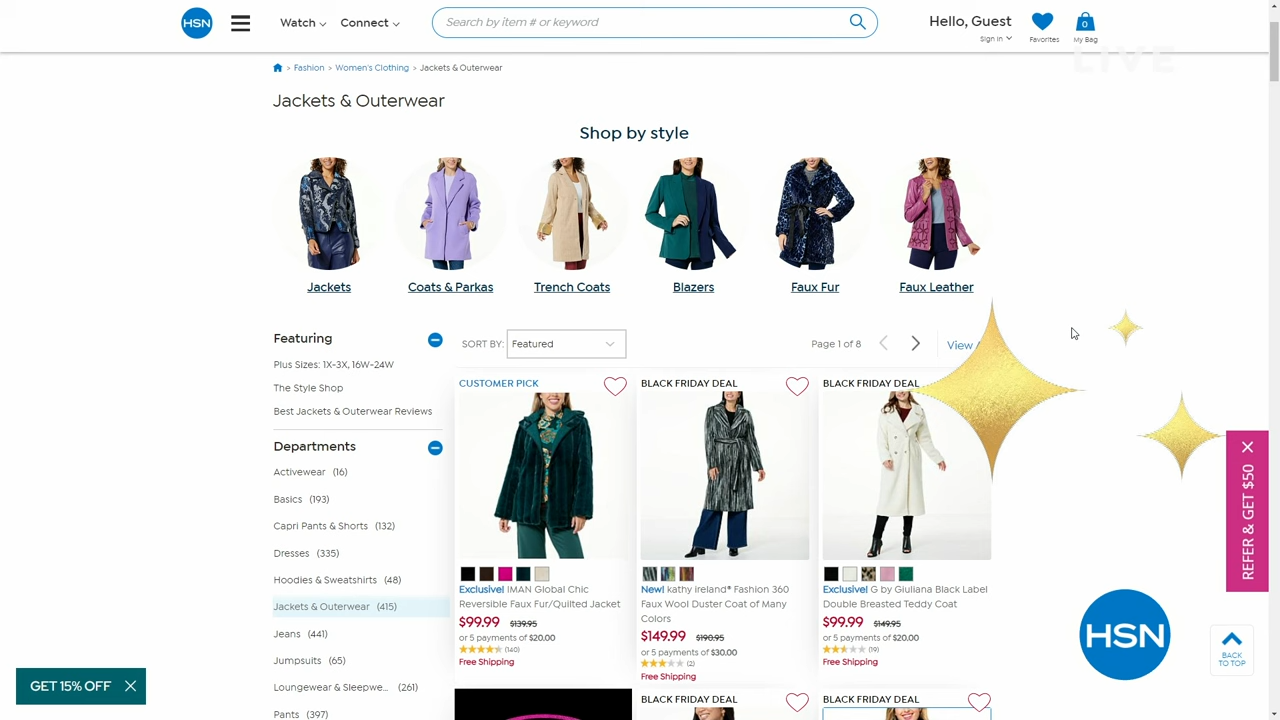 HSN
Watch
Connect
Search by item # or keyword
Hello, Guest
Sign In
Favorites
0
My Bag
LIVE
> Fashion > Women's Clothing > Jackets & Outerwear
Jackets & Outerwear
Shop by style
Jackets
Coats & Parkas
Trench Coats
Blazers
Faux Fur
Faux Leather
Featuring
Plus Sizes: 1X-3X, 16W-24W
The Style Shop
Best Jackets & Outerwear Reviews
Departments
Activewear (16)
Basics (193)
Capri Pants & Shorts (132)
Dresses (335)
Hoodies & Sweatshirts (48)
Jackets & Outerwear (415)
Jeans (441)
Jumpsuits (65)
Loungewear & Sleepwe... (261)
Pants (397)
SORT BY: Featured
Page 1 of 8
View
CUSTOMER PICK
Exclusive! IMAN Global Chic
Reversible Faux Fur/Quilted Jacket
$99.99 $139.95
or 5 payments of $20.00
(140)
Free Shipping
BLACK FRIDAY DEAL
New! kathy ireland® Fashion 360
Faux Wool Duster Coat of Many
Colors
$149.99 $190.95
or 5 payments of $30.00
(2)
Free Shipping
BLACK FRIDAY DEAL
Exclusive! G by Giuliana Black Label
Double Breasted Teddy Coat
$99.99 $149.95
or 5 payments of $20.00
(19)
Free Shipping
BLACK FRIDAY DEAL
BLACK FRIDAY DEAL
REFER & GET $50
HSN
BACK
TO TOP
GET 15% OFF